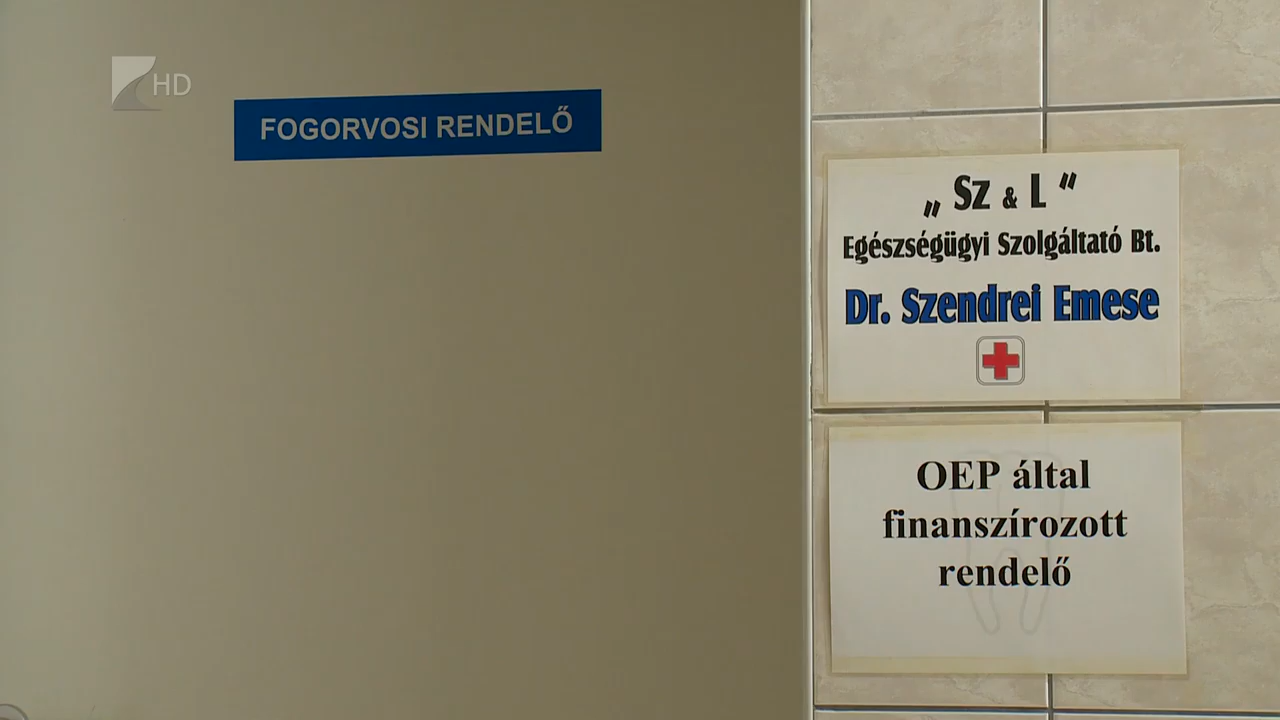 HD
FOGORVOSI RENDELŐ
„ Sz & L "
Egészségügyi Szolgáltató Bt.
Dr. Szendrei Emese
OEP által
finanszírozott
rendelő